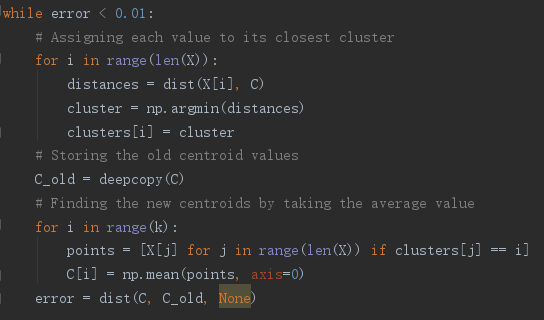 while error < 0.01:
    # Assigning each value to its closest cluster
    for i in range(len(X)):
        distances = dist(X[i], C)
        cluster = np.argmin(distances)
        clusters[i] = cluster
    # Storing the old centroid values
    C_old = deepcopy(C)
    # Finding the new centroids by taking the average value
    for i in range(k):
        points = [X[j] for j in range(len(X)) if clusters[j] == i]
        C[i] = np.mean(points, axis=0)
    error = dist(C, C_old, None)